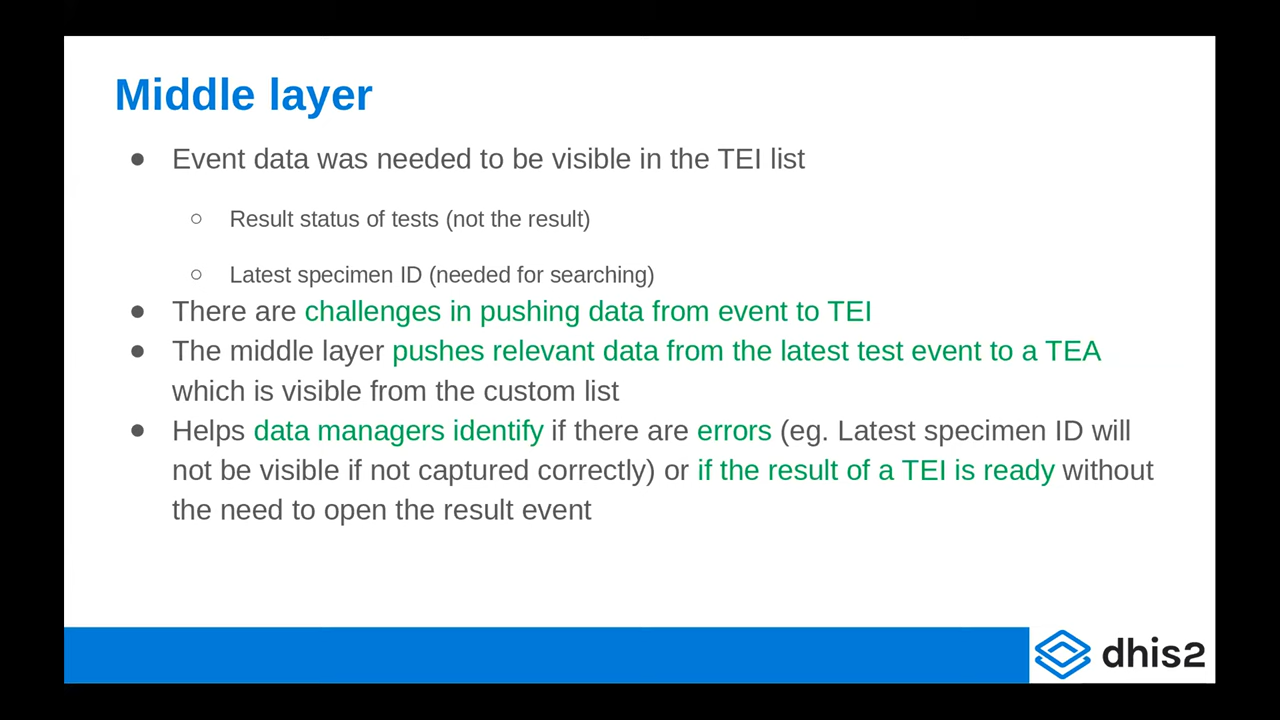 Middle layer
● Event data was needed to be visible in the TEI list
○ Result status of tests (not the result)
○ Latest specimen ID (needed for searching)
● There are challenges in pushing data from event to TEI
● The middle layer pushes relevant data from the latest test event to a TEA
which is visible from the custom list
● Helps data managers identify if there are errors (eg. Latest specimen ID will
not be visible if not captured correctly) or if the result of a TEI is ready without
the need to open the result event
dhis2